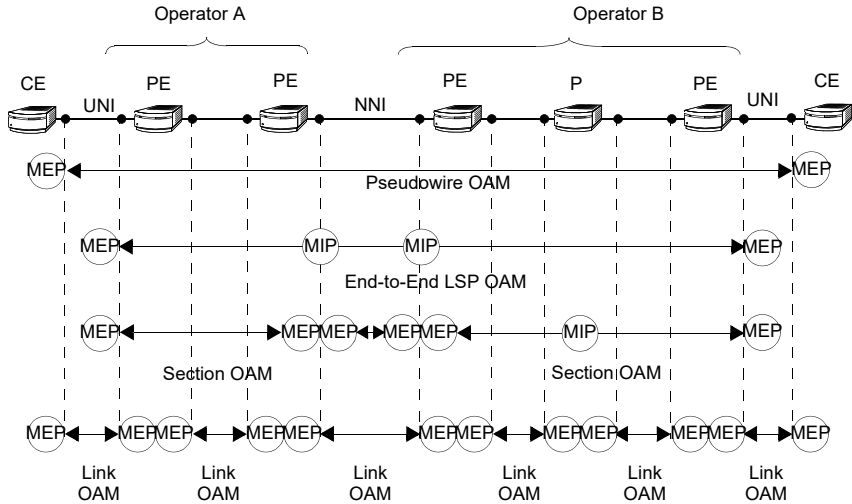 Operator A
Operator B
CE
PE
PE
PE
P
PE
CE
UNI
NNI
UNI
MEP
MEP
Pseudowire OAM
MEP
MIP
MIP
MEP
End-to-End LSP OAM
MEP
MEP
MEP
MEP
MEP
MIP
MEP
Section OAM
Section OAM
MEP
MEP
MEP
MEP
MEP
MEP
MEP
MEP
MEP
MEP
MEP
MEP
Link
OAM
Link
OAM
Link
OAM
Link
OAM
Link
OAM
Link
OAM